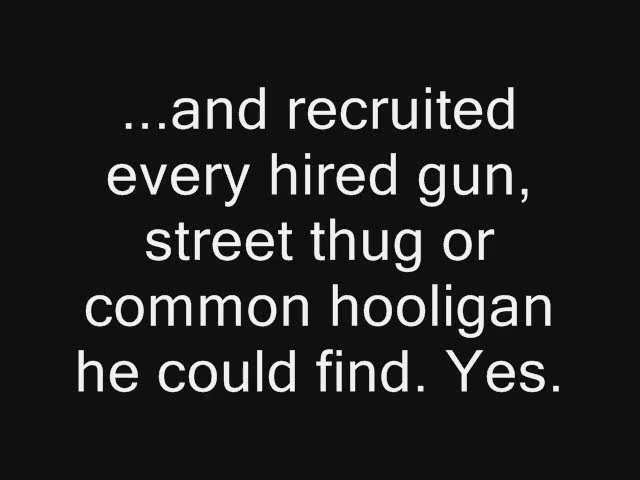 ...and recruited
every hired gun,
street thug or
common hooligan
he could find. Yes.